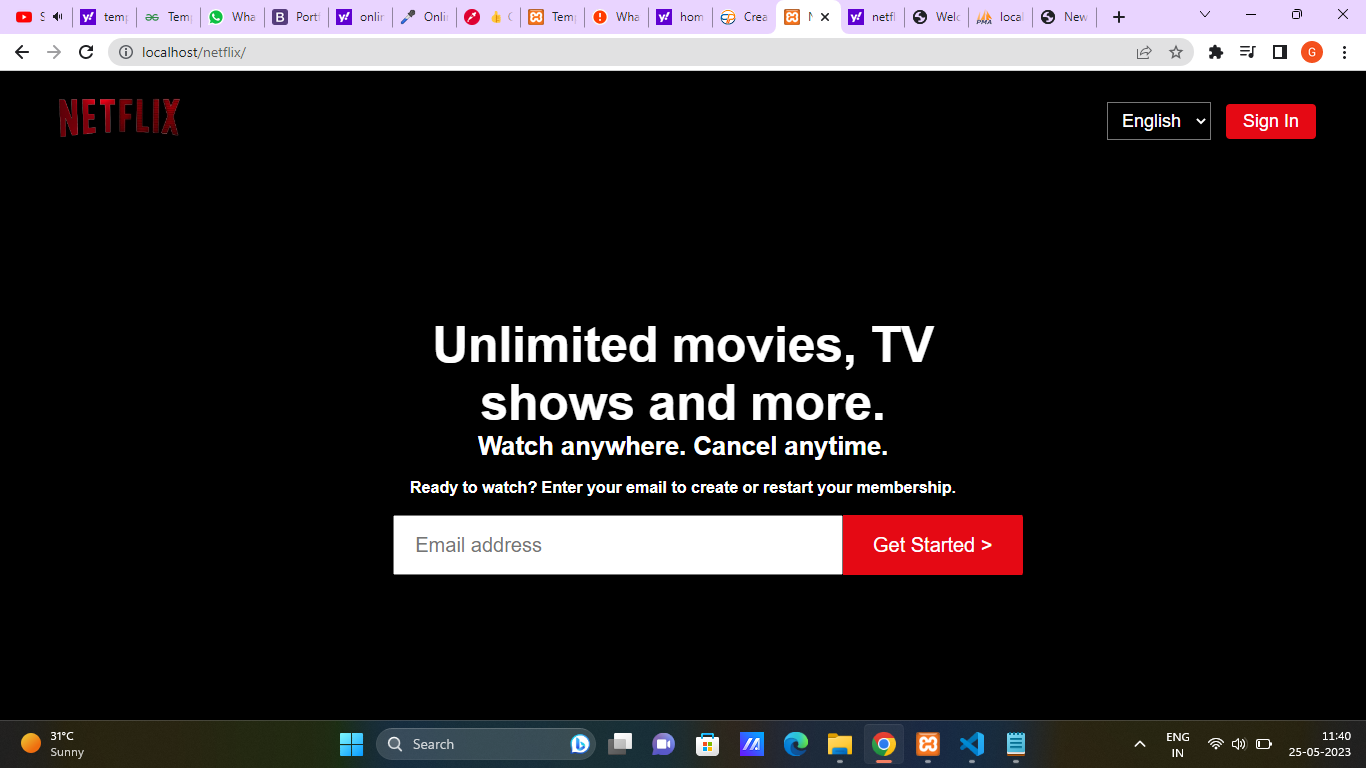 S
temp
Temp
Wha
Portf
onlin
Onlin
👍 C
Temp
Wha
hom
Crea
N
netfl
Welc
local
New
localhost/netflix/
G
NETFLIX
English
Sign In
Unlimited movies, TV
shows and more.
Watch anywhere. Cancel anytime.
Ready to watch? Enter your email to create or restart your membership.
Email address
Get Started >
31°C
Sunny
Search
ENG
IN
11:40
25-05-2023